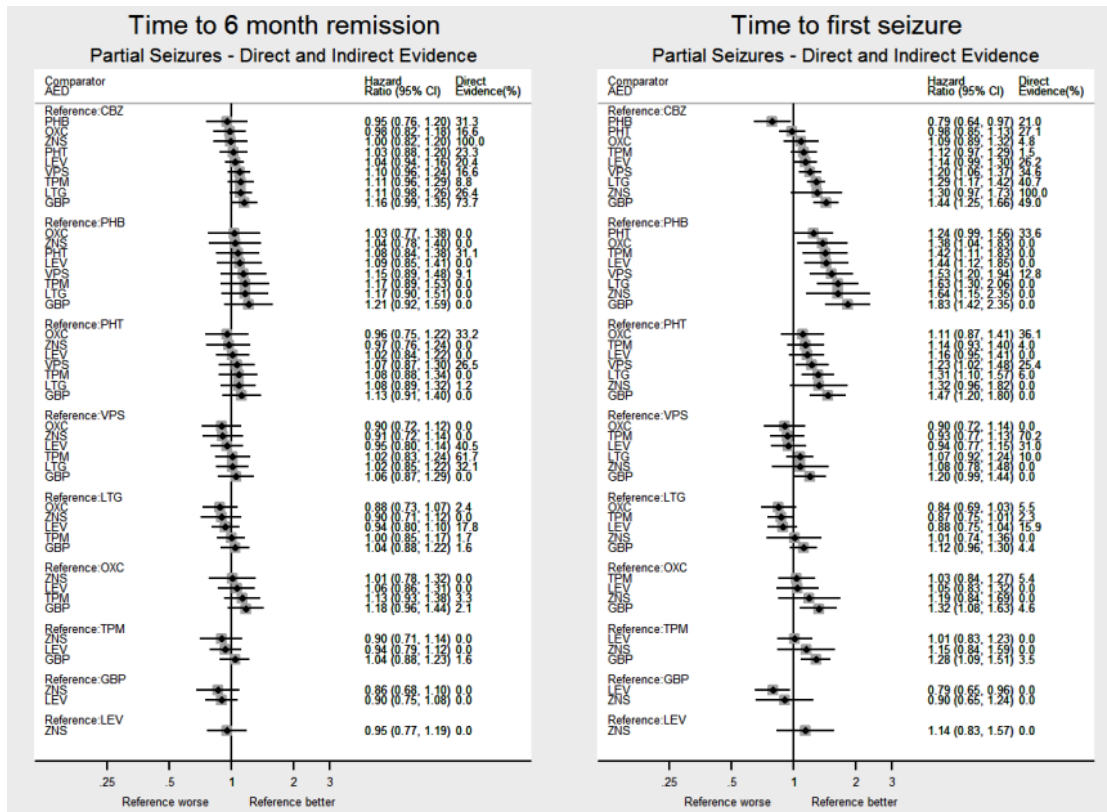 Time to 6 month remission
Partial Seizures - Direct and Indirect Evidence
Comparator Hazard Direct
AED Ratio (95% CI) Evidence(%)
Reference:CBZ
PHB 0.95 (0.76, 1.20) 31.3
OXC 0.98 (0.82, 1.18) 16.6
ZNS 1.00 (0.82, 1.20) 100.0
PHT 1.03 (0.88, 1.20) 23.3
LEV 1.04 (0.94, 1.16) 20.4
VPS 1.10 (0.96, 1.24) 16.6
TPM 1.11 (0.96, 1.29) 8.8
LTG 1.11 (0.98, 1.26) 26.4
GBP 1.16 (0.99, 1.35) 73.7
Reference:PHB
OXC 1.03 (0.77, 1.38) 0.0
ZNS 1.04 (0.78, 1.40) 0.0
PHT 1.08 (0.84, 1.38) 31.1
LEV 1.09 (0.85, 1.41) 0.0
VPS 1.15 (0.89, 1.48) 9.1
TPM 1.17 (0.89, 1.53) 0.0
LTG 1.17 (0.90, 1.51) 0.0
GBP 1.21 (0.92, 1.59) 0.0
Reference:PHT
OXC 0.96 (0.75, 1.22) 33.2
ZNS 0.97 (0.76, 1.24) 0.0
LEV 1.02 (0.84, 1.22) 0.0
VPS 1.07 (0.87, 1.30) 26.5
TPM 1.08 (0.88, 1.34) 0.0
LTG 1.08 (0.89, 1.32) 1.2
GBP 1.13 (0.91, 1.40) 0.0
Reference:VPS
OXC 0.90 (0.72, 1.12) 0.0
ZNS 0.91 (0.72, 1.14) 0.0
LEV 0.95 (0.80, 1.14) 40.5
TPM 1.02 (0.83, 1.24) 61.7
LTG 1.02 (0.85, 1.22) 32.1
GBP 1.06 (0.87, 1.29) 0.0
Reference:LTG
OXC 0.88 (0.73, 1.07) 2.4
ZNS 0.90 (0.71, 1.12) 0.0
LEV 0.94 (0.80, 1.10) 17.8
TPM 1.00 (0.85, 1.17) 1.7
GBP 1.04 (0.88, 1.22) 1.6
Reference:OXC
ZNS 1.01 (0.78, 1.32) 0.0
LEV 1.06 (0.86, 1.31) 0.0
TPM 1.13 (0.93, 1.38) 3.3
GBP 1.18 (0.96, 1.44) 2.1
Reference:TPM
ZNS 0.90 (0.71, 1.14) 0.0
LEV 0.94 (0.79, 1.12) 0.0
GBP 1.04 (0.88, 1.23) 1.6
Reference:GBP
ZNS 0.86 (0.68, 1.10) 0.0
LEV 0.90 (0.75, 1.08) 0.0
Reference:LEV
ZNS 0.95 (0.77, 1.19) 0.0
.25 .5 1 2 3
Reference worse Reference better
Time to first seizure
Partial Seizures - Direct and Indirect Evidence
Comparator Hazard Direct
AED Ratio (95% CI) Evidence(%)
Reference:CBZ
PHB 0.79 (0.64, 0.97) 21.0
PHT 0.98 (0.85, 1.13) 27.1
OXC 1.09 (0.89, 1.32) 4.8
TPM 1.12 (0.97, 1.29) 1.5
LEV 1.14 (0.99, 1.30) 26.2
VPS 1.20 (1.06, 1.37) 34.6
LTG 1.29 (1.17, 1.42) 40.7
ZNS 1.30 (0.97, 1.73) 100.0
GBP 1.44 (1.25, 1.66) 49.0
Reference:PHB
PHT 1.24 (0.99, 1.56) 33.6
OXC 1.38 (1.04, 1.83) 0.0
TPM 1.42 (1.11, 1.83) 0.0
LEV 1.44 (1.12, 1.85) 0.0
VPS 1.53 (1.20, 1.94) 12.8
LTG 1.63 (1.30, 2.06) 0.0
ZNS 1.64 (1.15, 2.35) 0.0
GBP 1.83 (1.42, 2.35) 0.0
Reference:PHT
OXC 1.11 (0.87, 1.41) 36.1
TPM 1.14 (0.93, 1.40) 4.0
LEV 1.16 (0.95, 1.41) 0.0
VPS 1.23 (1.02, 1.48) 25.4
LTG 1.31 (1.10, 1.57) 6.0
ZNS 1.32 (0.96, 1.82) 0.0
GBP 1.47 (1.20, 1.80) 0.0
Reference:VPS
OXC 0.90 (0.72, 1.14) 0.0
TPM 0.93 (0.77, 1.13) 70.2
LEV 0.94 (0.77, 1.15) 31.0
LTG 1.07 (0.92, 1.24) 10.0
ZNS 1.08 (0.78, 1.48) 0.0
GBP 1.20 (0.99, 1.44) 0.0
Reference:LTG
OXC 0.84 (0.69, 1.03) 5.5
TPM 0.87 (0.75, 1.01) 2.3
LEV 0.88 (0.75, 1.04) 15.9
ZNS 1.01 (0.74, 1.36) 0.0
GBP 1.12 (0.96, 1.30) 4.4
Reference:OXC
TPM 1.03 (0.84, 1.27) 5.4
LEV 1.05 (0.83, 1.32) 0.0
ZNS 1.19 (0.84, 1.69) 0.0
GBP 1.32 (1.08, 1.63) 4.6
Reference:TPM
LEV 1.01 (0.83, 1.23) 0.0
ZNS 1.15 (0.84, 1.59) 0.0
GBP 1.28 (1.09, 1.51) 3.5
Reference:GBP
LEV 0.79 (0.65, 0.96) 0.0
ZNS 0.90 (0.65, 1.24) 0.0
Reference:LEV
ZNS 1.14 (0.83, 1.57) 0.0
.25 .5 1 2 3
Reference worse Reference better